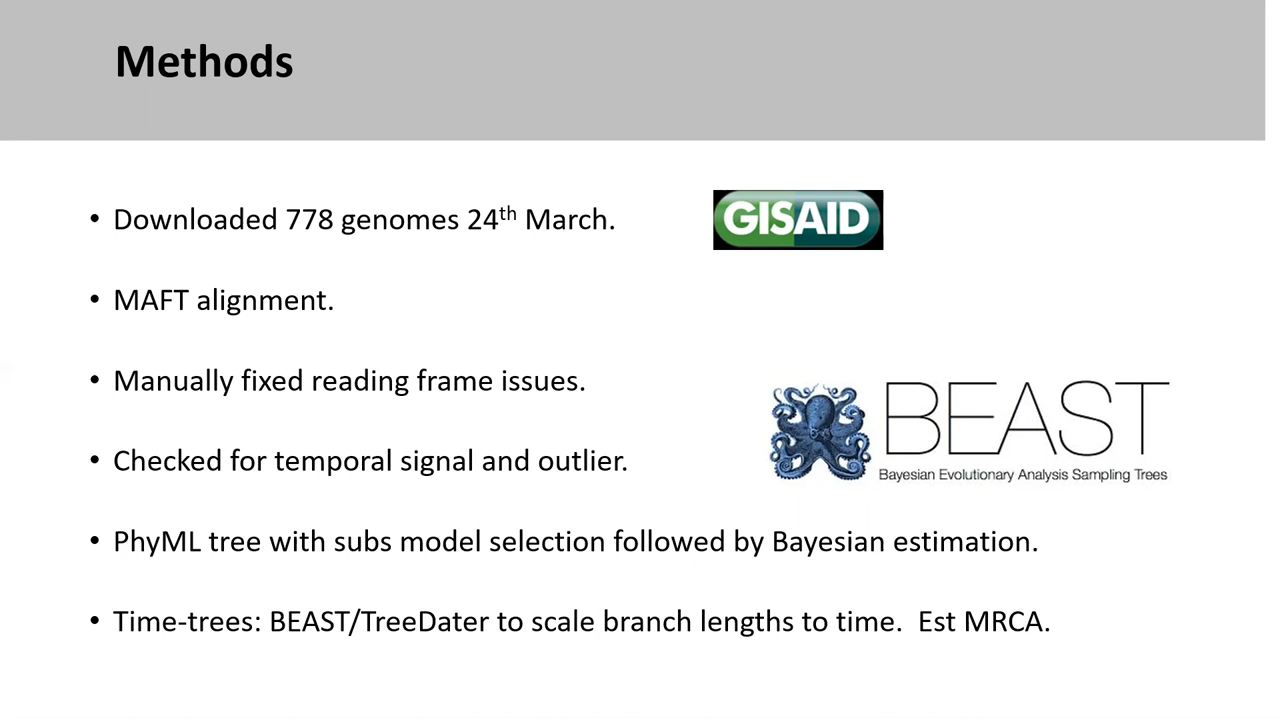 Methods
• Downloaded 778 genomes 24th March.
GISAID
• MAFT alignment.
• Manually fixed reading frame issues.
BEAST
Bayesian Evolutionary Analysis Sampling Trees
• Checked for temporal signal and outlier.
• PhyML tree with subs model selection followed by Bayesian estimation.
• Time-trees: BEAST/TreeDater to scale branch lengths to time.  Est MRCA.